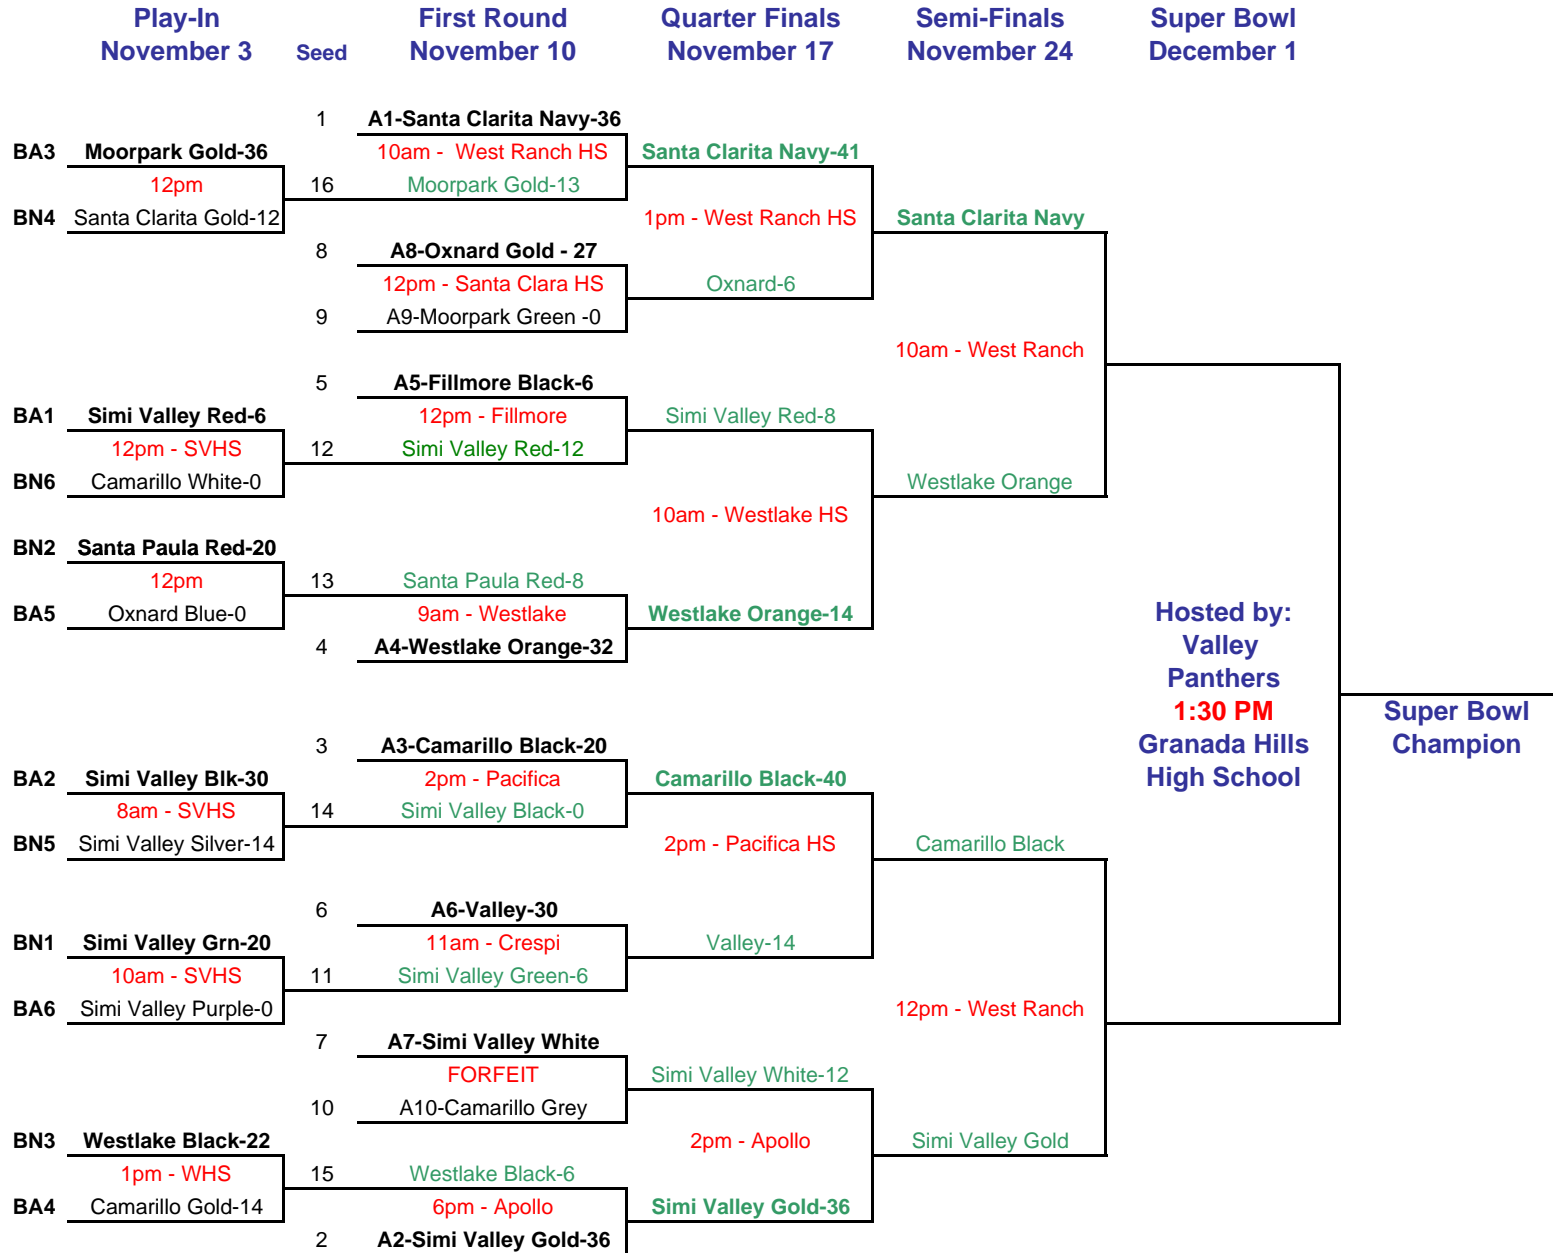 Play-In First Round Quarter Finals Semi-Finals Super Bowl
November 3 Seed November 10 November 17 November 24 December 1
1 A1-Santa Clarita Navy-36
BA3 Moorpark Gold-36 10am - West Ranch HS Santa Clarita Navy-41
12pm 16 Moorpark Gold-13
BN4 Santa Clarita Gold-12 1pm - West Ranch HS Santa Clarita Navy
8 A8-Oxnard Gold - 27
12pm - Santa Clara HS Oxnard-6
9 A9-Moorpark Green -0
10am - West Ranch
5 A5-Fillmore Black-6
BA1 Simi Valley Red-6 12pm - Fillmore Simi Valley Red-8
12pm - SVHS 12 Simi Valley Red-12
BN6 Camarillo White-0 Westlake Orange
10am - Westlake HS
BN2 Santa Paula Red-20
12pm 13 Santa Paula Red-8
BA5 Oxnard Blue-0 9am - Westlake Westlake Orange-14 Hosted by:
4 A4-Westlake Orange-32 Valley
Panthers
1:30 PM Super Bowl
3 A3-Camarillo Black-20 Granada Hills Champion
BA2 Simi Valley Blk-30 2pm - Pacifica Camarillo Black-40 High School
8am - SVHS 14 Simi Valley Black-0
BN5 Simi Valley Silver-14 2pm - Pacifica HS Camarillo Black
6 A6-Valley-30
BN1 Simi Valley Grn-20 11am - Crespi Valley-14
10am - SVHS 11 Simi Valley Green-6
BA6 Simi Valley Purple-0 12pm - West Ranch
7 A7-Simi Valley White
FORFEIT Simi Valley White-12
10 A10-Camarillo Grey
BN3 Westlake Black-22 2pm - Apollo Simi Valley Gold
1pm - WHS 15 Westlake Black-6
BA4 Camarillo Gold-14 6pm - Apollo Simi Valley Gold-36
2 A2-Simi Valley Gold-36